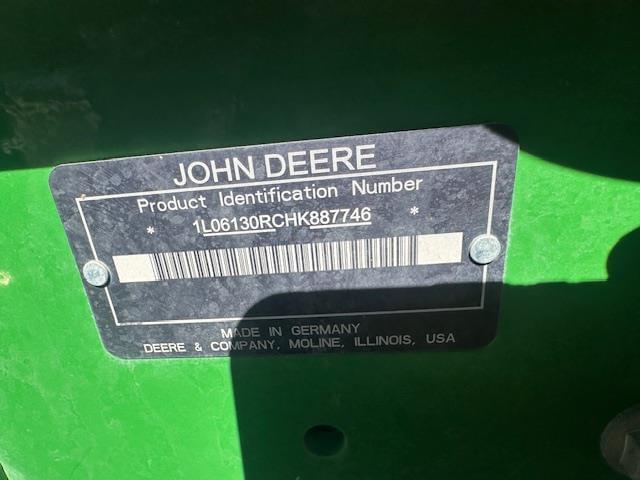 JOHN DEERE
Product Identification Number
* 1L06130RCHK887746 *
MADE IN GERMANY
DEERE & COMPANY, MOLINE, ILLINOIS, USA